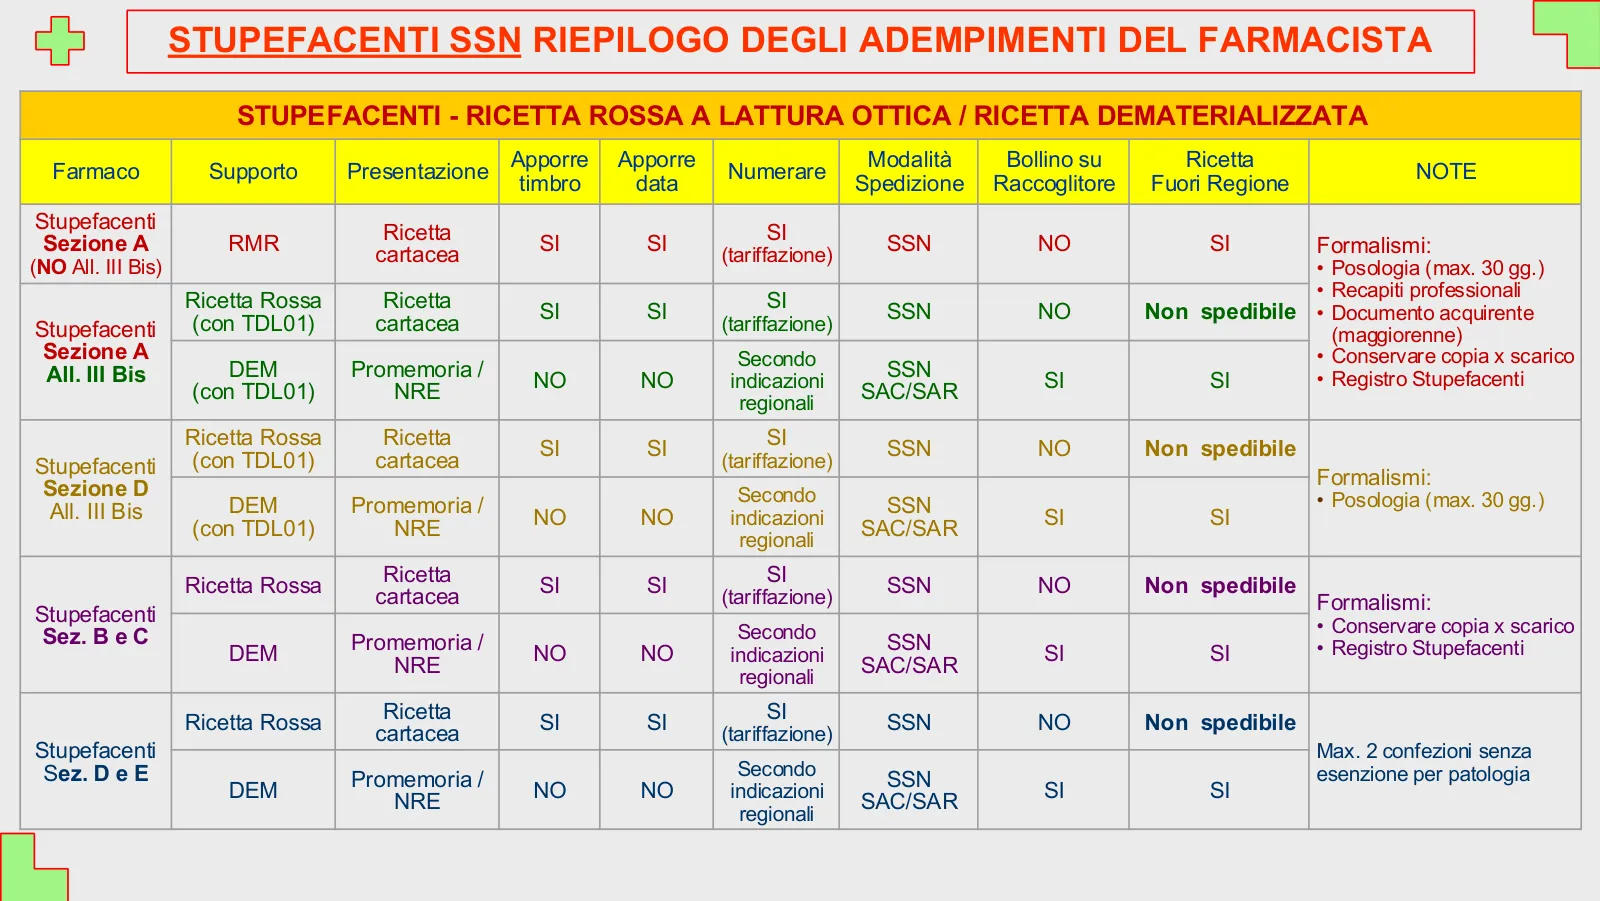 STUPEFACENTI SSN RIEPILOGO DEGLI ADEMPIMENTI DEL FARMACISTA
STUPEFACENTI - RICETTA ROSSA A LATTURA OTTICA / RICETTA DEMATERIALIZZATA
Farmaco
Supporto
Presentazione
Apporre
timbro
Apporre
data
Numerare
Modalità
Spedizione
Bollino su
Raccoglitore
Ricetta
Fuori Regione
NOTE
Stupefacenti
Sezione A
(NO All. III Bis)
RMR
Ricetta
cartacea
SI
SI
SI
(tariffazione)
SSN
NO
SI
Formalismi:
• Posologia (max. 30 gg.)
• Recapiti professionali
• Documento acquirente
(maggiorenne)
• Conservare copia x scarico
• Registro Stupefacenti
Stupefacenti
Sezione A
All. III Bis
Ricetta Rossa
(con TDL01)
Ricetta
cartacea
SI
SI
SI
(tariffazione)
SSN
NO
Non spedibile
DEM
(con TDL01)
Promemoria /
NRE
NO
NO
Secondo
indicazioni
regionali
SSN
SAC/SAR
SI
SI
Stupefacenti
Sezione D
All. III Bis
Ricetta Rossa
(con TDL01)
Ricetta
cartacea
SI
SI
SI
(tariffazione)
SSN
NO
Non spedibile
Formalismi:
• Posologia (max. 30 gg.)
DEM
(con TDL01)
Promemoria /
NRE
NO
NO
Secondo
indicazioni
regionali
SSN
SAC/SAR
SI
SI
Stupefacenti
Sez. B e C
Ricetta Rossa
Ricetta
cartacea
SI
SI
SI
(tariffazione)
SSN
NO
Non spedibile
Formalismi:
• Conservare copia x scarico
• Registro Stupefacenti
DEM
Promemoria /
NRE
NO
NO
Secondo
indicazioni
regionali
SSN
SAC/SAR
SI
SI
Stupefacenti
Sez. D e E
Ricetta Rossa
Ricetta
cartacea
SI
SI
SI
(tariffazione)
SSN
NO
Non spedibile
Max. 2 confezioni senza
esenzione per patologia
DEM
Promemoria /
NRE
NO
NO
Secondo
indicazioni
regionali
SSN
SAC/SAR
SI
SI